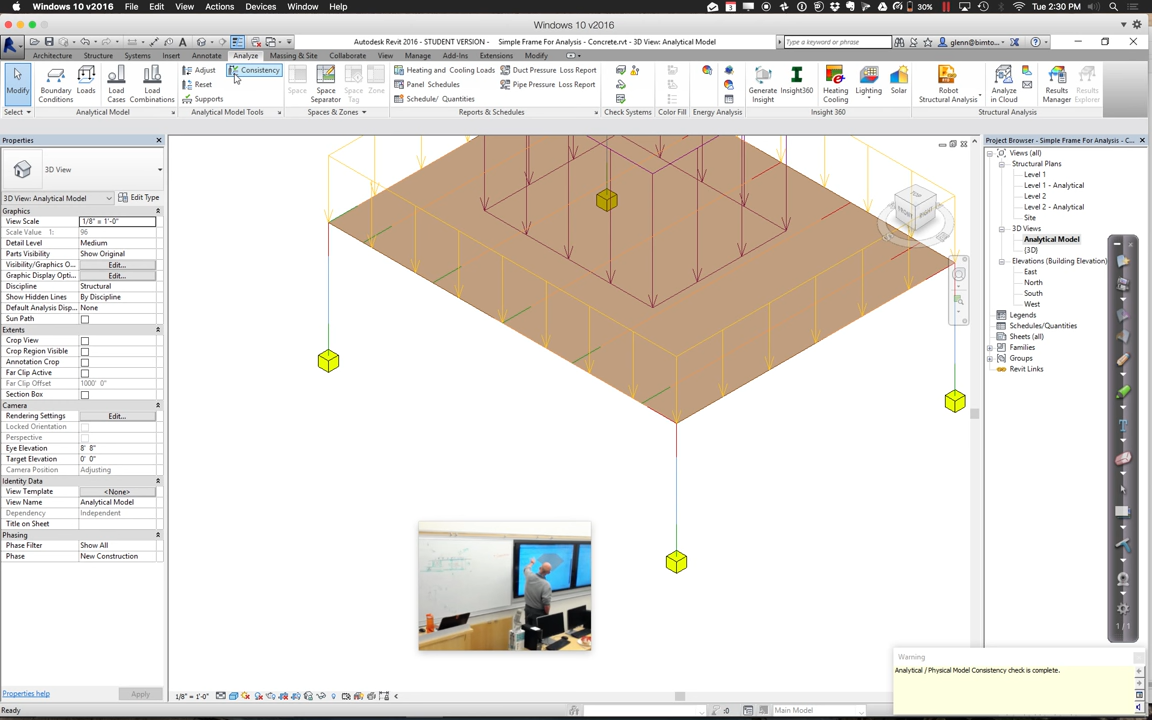 Windows 10 v2016 File Edit View Actions Devices Window Help 30% Tue 2:30 PM
Windows 10 v2016
Autodesk Revit 2016 - STUDENT VERSION - Simple Frame For Analysis - Concrete.rvt - 3D View: Analytical Model
Type a keyword or phrase
glenn@bimto...
Architecture Structure Systems Insert Annotate Analyze Massing & Site Collaborate View Manage Add-Ins Extensions Modify
Modify
Boundary Conditions
Loads
Load Cases
Load Combinations
Adjust
Reset
Supports
Consistency
Space
Space Separator
Space Tag
Zone
Heating and Cooling Loads
Panel Schedules
Schedule/ Quantities
Duct Pressure Loss Report
Pipe Pressure Loss Report
Generate Insight
Insight360
Heating Cooling
Lighting
Solar
Robot Structural Analysis
Analyze in Cloud
Results Manager
Results Explorer
Select
Analytical Model
Analytical Model Tools
Spaces & Zones
Reports & Schedules
Check Systems
Color Fill
Energy Analysis
Insight 360
Structural Analysis
Properties
3D View
3D View: Analytical Model
Edit Type
Graphics
View Scale 1/8" = 1'-0"
Scale Value 1: 96
Detail Level Medium
Parts Visibility Show Original
Visibility/Graphics O... Edit...
Graphic Display Opti... Edit...
Discipline Structural
Show Hidden Lines By Discipline
Default Analysis Disp... None
Sun Path
Extents
Crop View
Crop Region Visible
Annotation Crop
Far Clip Active
Far Clip Offset 1000' 0"
Section Box
Camera
Rendering Settings Edit...
Locked Orientation
Perspective
Eye Elevation 8' 8"
Target Elevation 0' 0"
Camera Position Adjusting
Identity Data
View Template <None>
View Name Analytical Model
Dependency Independent
Title on Sheet
Phasing
Phase Filter Show All
Phase New Construction
Properties help
Apply
TOP
FRONT
RIGHT
Project Browser - Simple Frame For Analysis - C...
Views (all)
Structural Plans
Level 1
Level 1 - Analytical
Level 2
Level 2 - Analytical
Site
3D Views
Analytical Model
{3D}
Elevations (Building Elevation)
East
North
South
West
Legends
Schedules/Quantities
Sheets (all)
Families
Groups
Revit Links
1 / 1
Warning
Analytical / Physical Model Consistency check is complete.
1/8" = 1'-0"
Ready
:0
Main Model